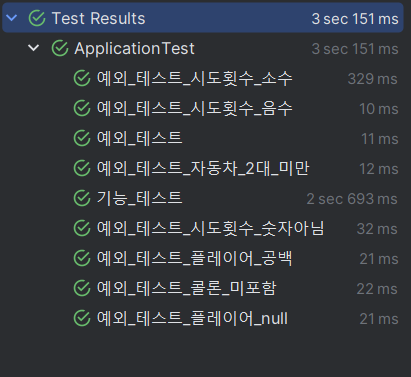 Test Results 3 sec 151 ms
ApplicationTest 3 sec 151 ms
예외_테스트_시도횟수_소수 329 ms
예외_테스트_시도횟수_음수 10 ms
예외_테스트 11 ms
예외_테스트_자동차_2대_미만 12 ms
기능_테스트 2 sec 693 ms
예외_테스트_시도횟수_숫자아님 32 ms
예외_테스트_플레이어_공백 21 ms
예외_테스트_콜론_미포함 22 ms
예외_테스트_플레이어_null 21 ms